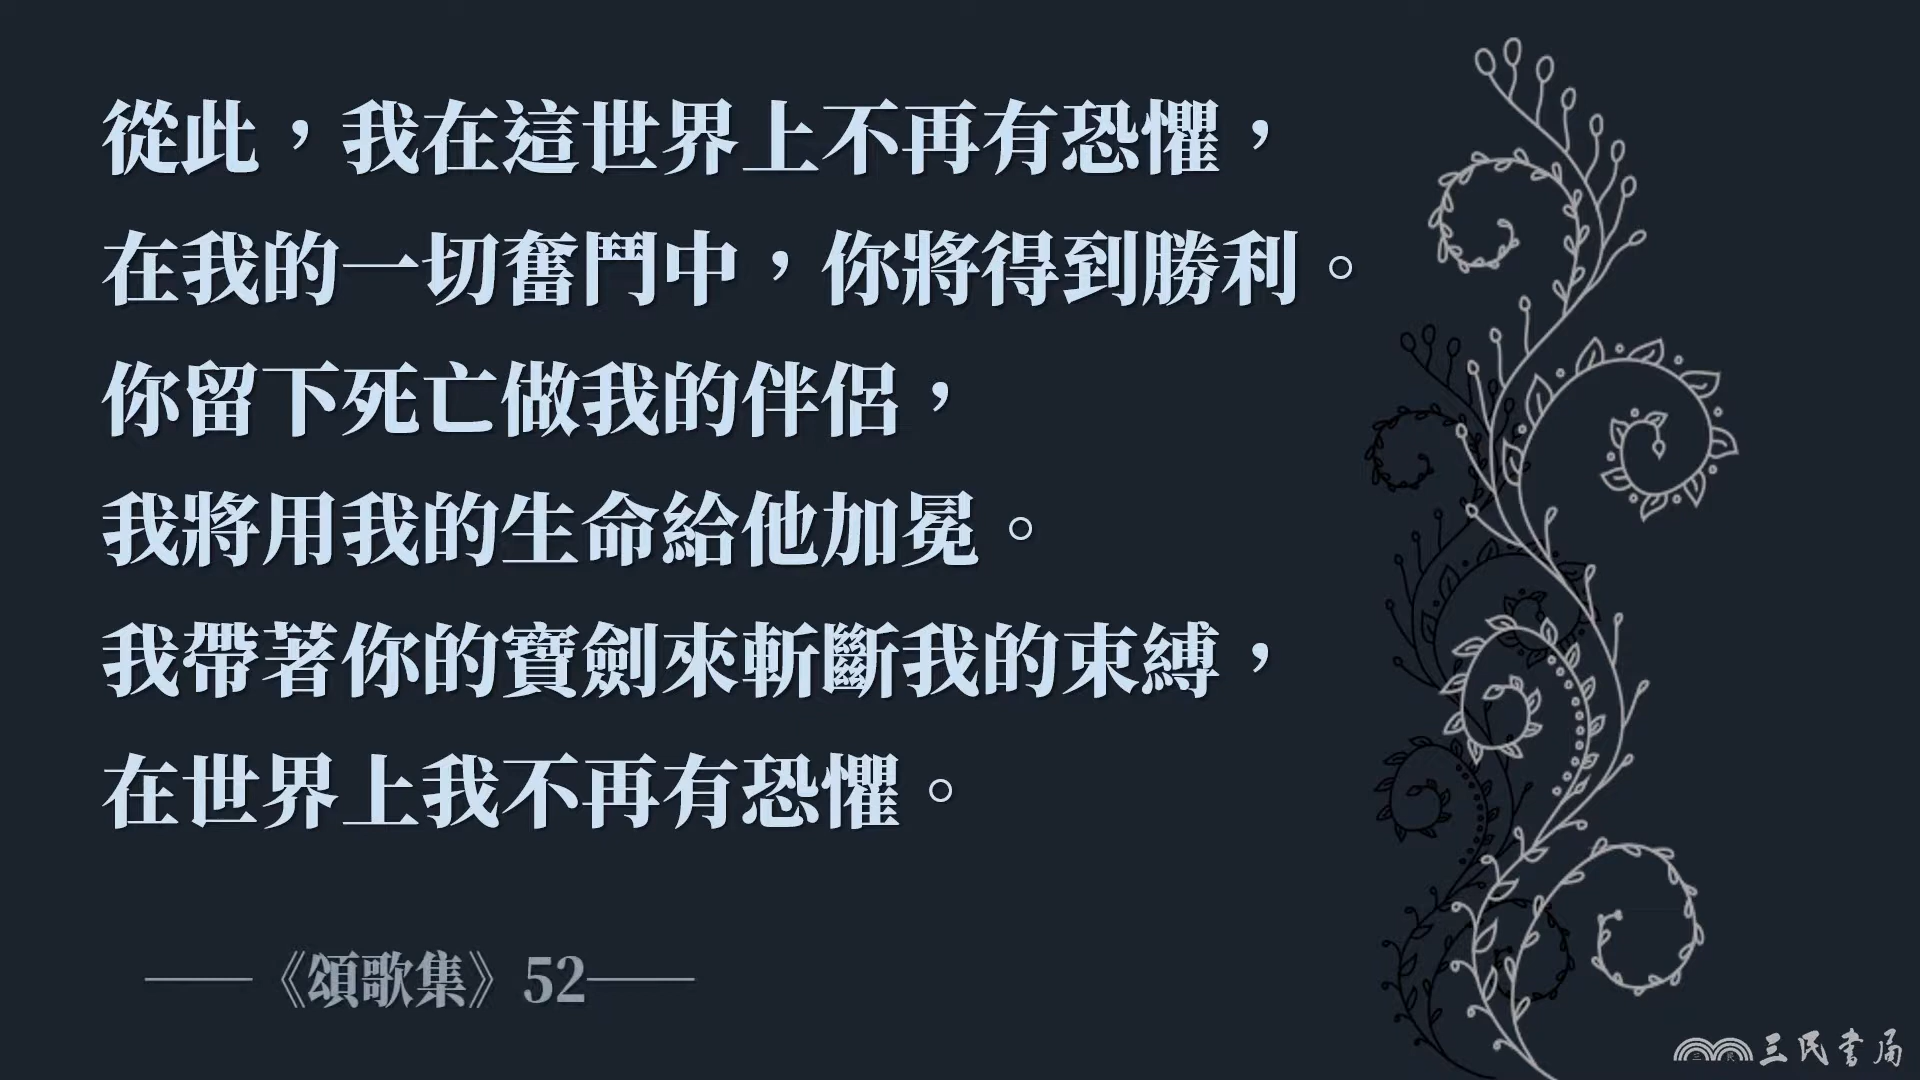 從此，我在這世界上不再有恐懼，
在我的一切奮鬥中，你將得到勝利。
你留下死亡做我的伴侶，
我將用我的生命給他加冕。
我帶著你的寶劍來斬斷我的束縛，
在世界上我不再有恐懼。
——《頌歌集》52——
三民書局